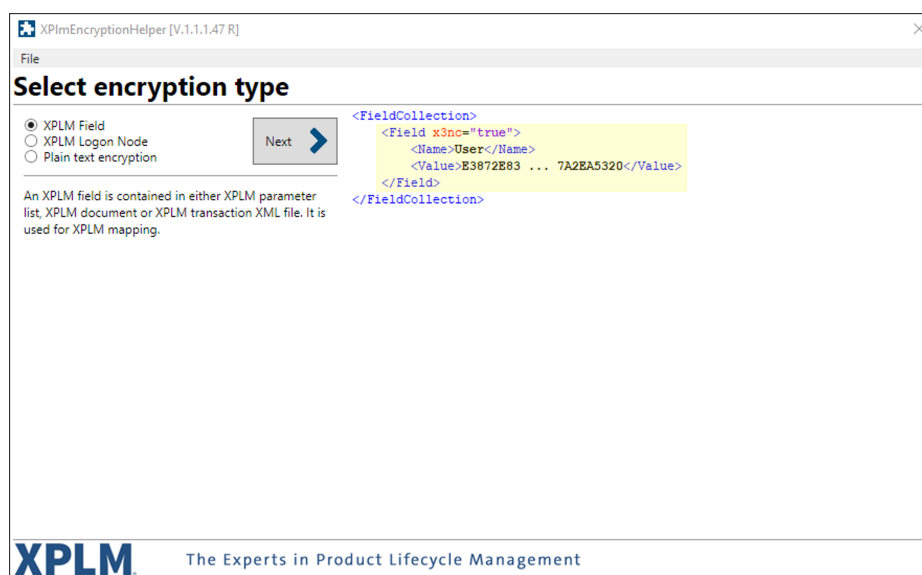 XPlmEncryptionHelper [V.1.1.1.47 R]
File
Select encryption type
XPLM Field
XPLM Logon Node
Plain text encryption
Next
An XPLM field is contained in either XPLM parameter
list, XPLM document or XPLM transaction XML file. It is
used for XPLM mapping.
<FieldCollection>
<Field x3nc="true">
<Name>User</Name>
<Value>E3872E83 ... 7A2EA5320</Value>
</Field>
</FieldCollection>
XPLM
The Experts in Product Lifecycle Management